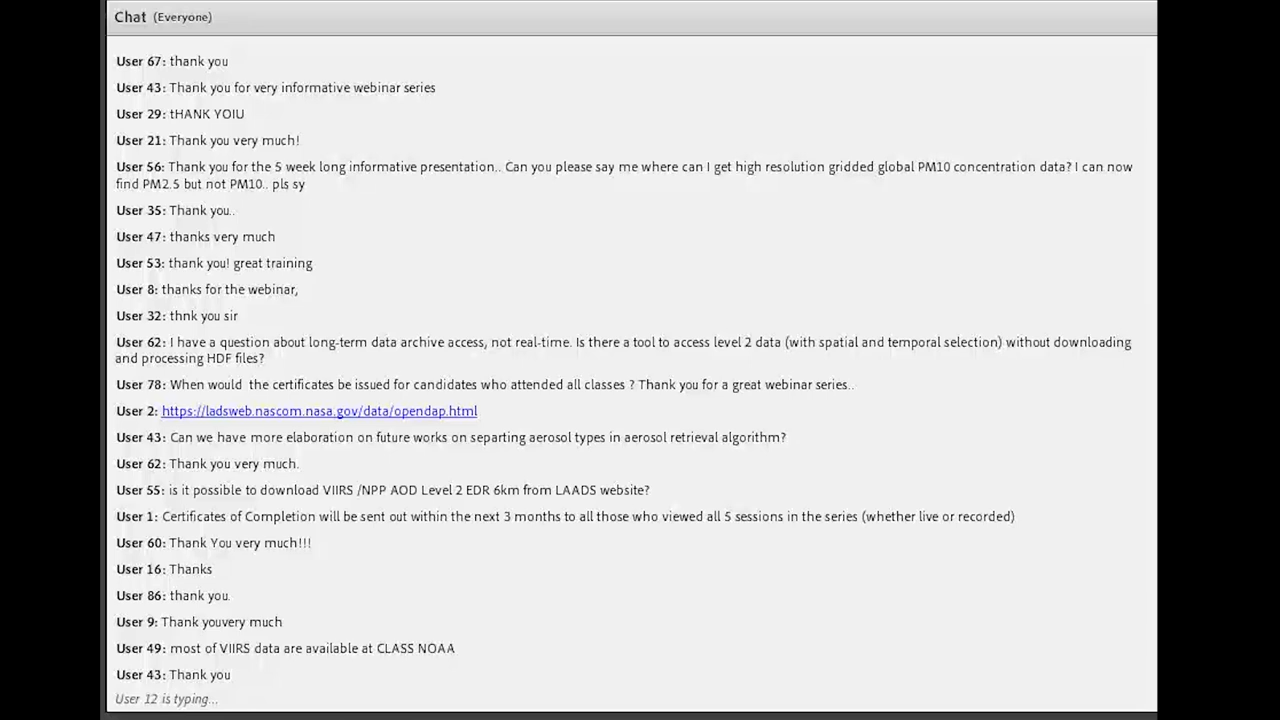 Chat (Everyone)
User 67: thank you
User 43: Thank you for very informative webinar series
User 29: tHANK YOIU
User 21: Thank you very much!
User 56: Thank you for the 5 week long informative presentation.. Can you please say me where can I get high resolution gridded global PM10 concentration data? I can now
find PM2.5 but not PM10.. pls sy
User 35: Thank you..
User 47: thanks very much
User 53: thank you! great training
User 8: thanks for the webinar,
User 32: thnk you sir
User 62: I have a question about long-term data archive access, not real-time. Is there a tool to access level 2 data (with spatial and temporal selection) without downloading
and processing HDF files?
User 78: When would  the certificates be issued for candidates who attended all classes ? Thank you for a great webinar series..
User 2: https://ladsweb.nascom.nasa.gov/data/opendap.html
User 43: Can we have more elaboration on future works on separting aerosol types in aerosol retrieval algorithm?
User 62: Thank you very much.
User 55: is it possible to download VIIRS /NPP AOD Level 2 EDR 6km from LAADS website?
User 1: Certificates of Completion will be sent out within the next 3 months to all those who viewed all 5 sessions in the series (whether live or recorded)
User 60: Thank You very much!!!
User 16: Thanks
User 86: thank you.
User 9: Thank youvery much
User 49: most of VIIRS data are available at CLASS NOAA
User 43: Thank you
User 12 is typing...